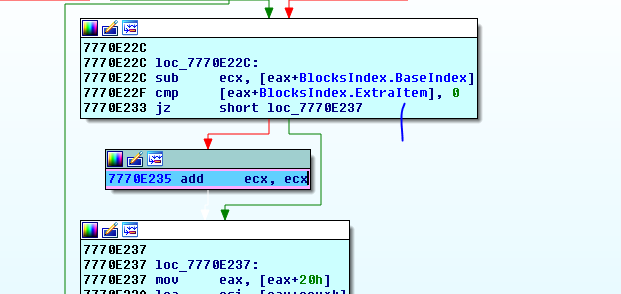 7770E22C
7770E22C loc_7770E22C:
7770E22C sub ecx, [eax+BlocksIndex.BaseIndex]
7770E22F cmp [eax+BlocksIndex.ExtraItem], 0
7770E233 jz short loc_7770E237
7770E235 add ecx, ecx
7770E237
7770E237 loc_7770E237:
7770E237 mov eax, [eax+20h]